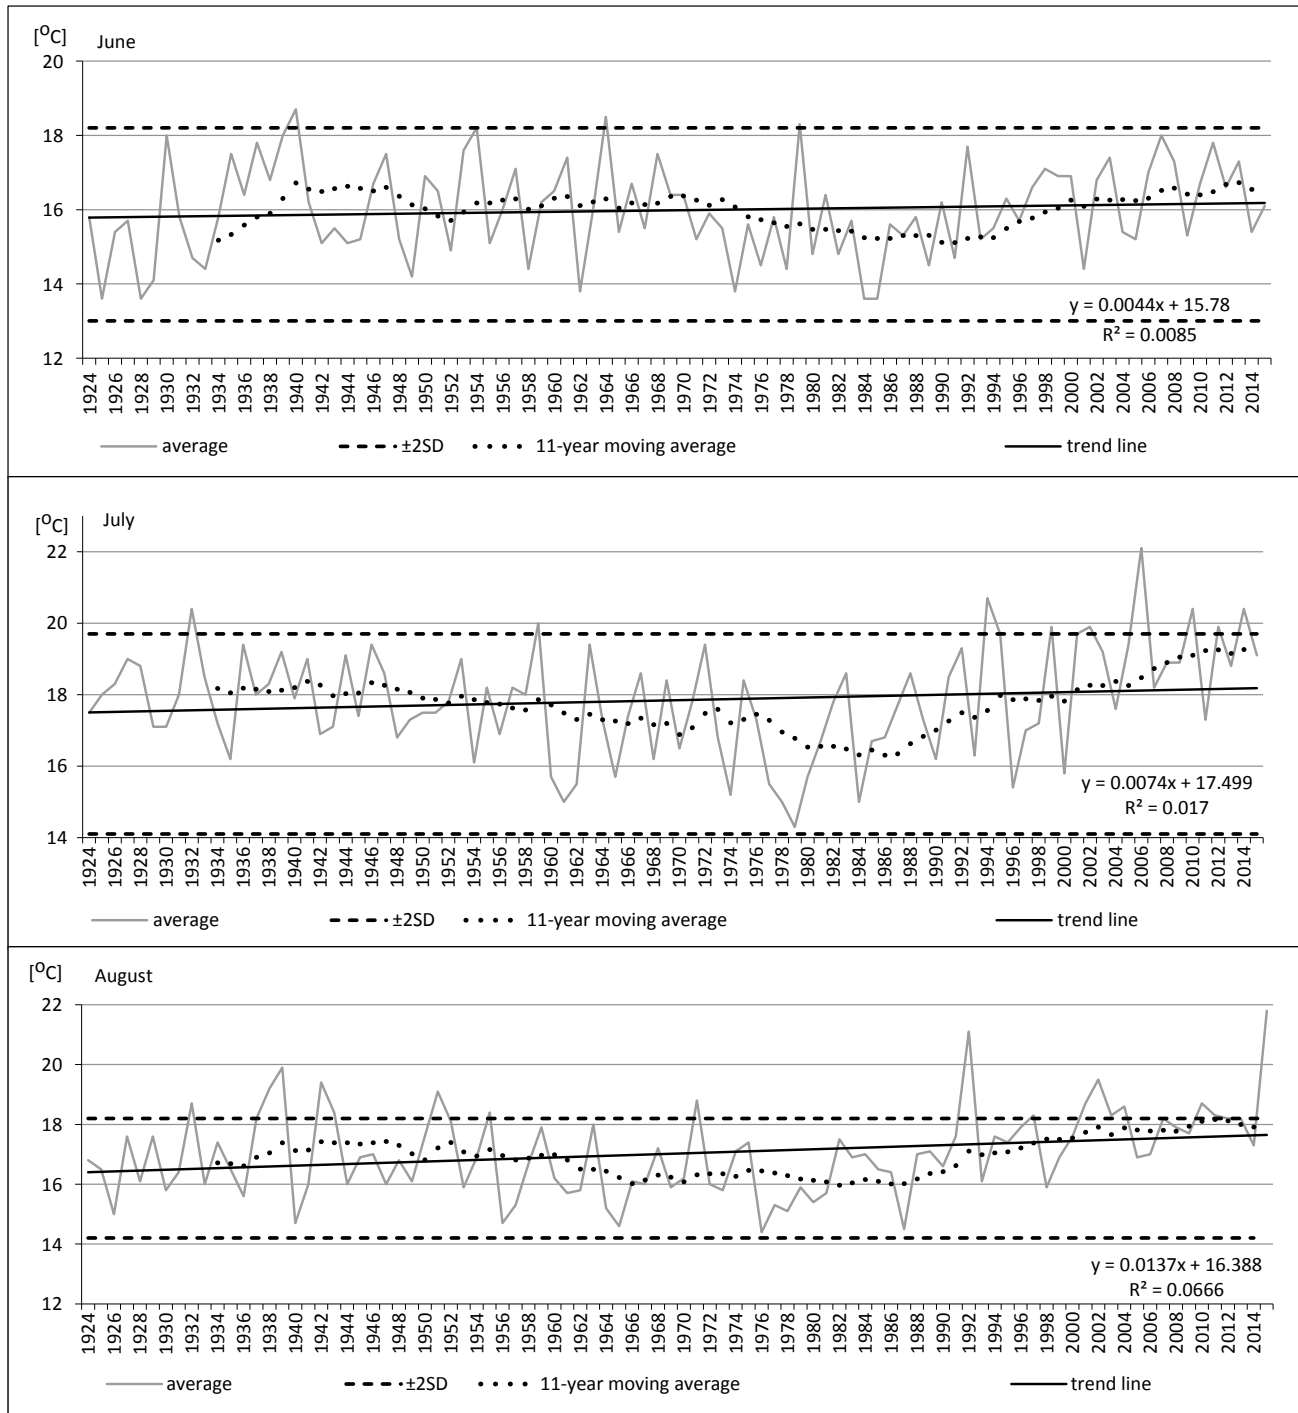 [°C] June
20
18
16
14
12
y = 0.0044x + 15.78
R² = 0.0085
1924 1926 1928 1930 1932 1934 1936 1938 1940 1942 1944 1946 1948 1950 1952 1954 1956 1958 1960 1962 1964 1966 1968 1970 1972 1974 1976 1978 1980 1982 1984 1986 1988 1990 1992 1994 1996 1998 2000 2002 2004 2006 2008 2010 2012 2014
average ±2SD 11-year moving average trend line
[°C] July
22
20
18
16
14
y = 0.0074x + 17.499
R² = 0.017
1924 1926 1928 1930 1932 1934 1936 1938 1940 1942 1944 1946 1948 1950 1952 1954 1956 1958 1960 1962 1964 1966 1968 1970 1972 1974 1976 1978 1980 1982 1984 1986 1988 1990 1992 1994 1996 1998 2000 2002 2004 2006 2008 2010 2012 2014
average ±2SD 11-year moving average trend line
[°C] August
22
20
18
16
14
12
y = 0.0137x + 16.388
R² = 0.0666
1924 1926 1928 1930 1932 1934 1936 1938 1940 1942 1944 1946 1948 1950 1952 1954 1956 1958 1960 1962 1964 1966 1968 1970 1972 1974 1976 1978 1980 1982 1984 1986 1988 1990 1992 1994 1996 1998 2000 2002 2004 2006 2008 2010 2012 2014
average ±2SD 11-year moving average trend line